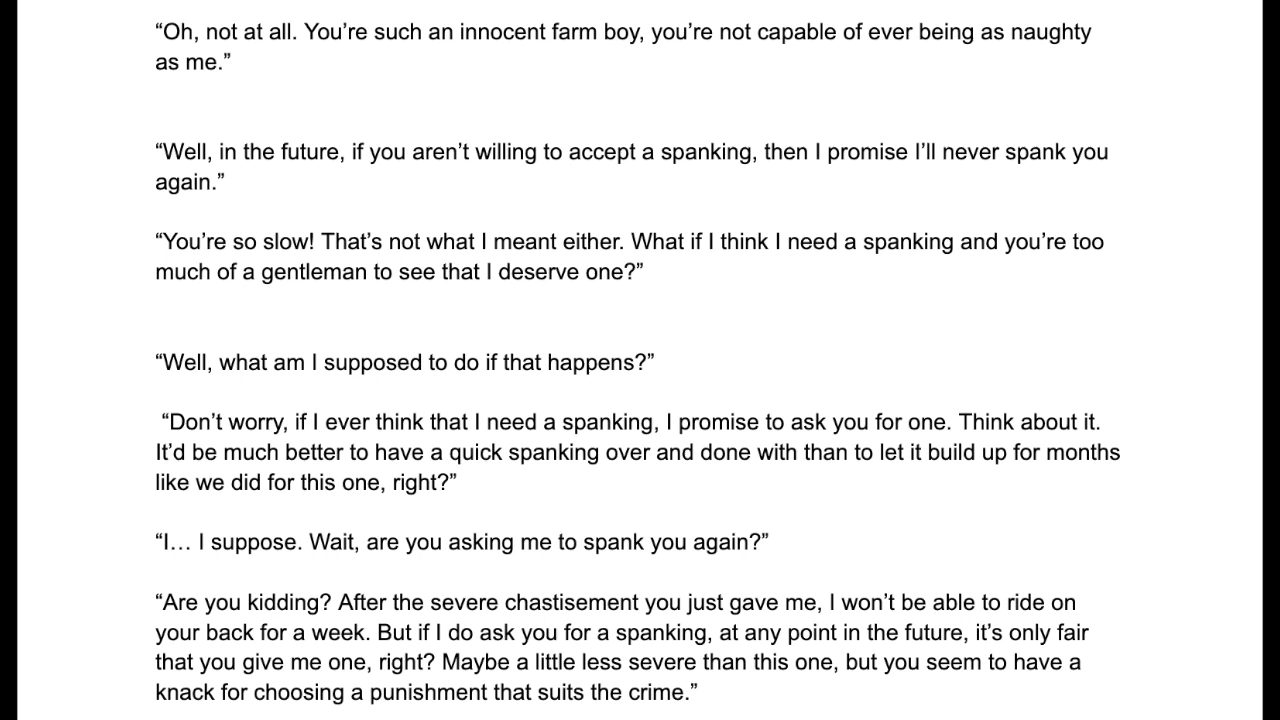 “Oh, not at all. You’re such an innocent farm boy, you’re not capable of ever being as naughty
as me.”
“Well, in the future, if you aren’t willing to accept a spanking, then I promise I’ll never spank you
again.”
“You’re so slow! That’s not what I meant either. What if I think I need a spanking and you’re too
much of a gentleman to see that I deserve one?”
“Well, what am I supposed to do if that happens?”
“Don’t worry, if I ever think that I need a spanking, I promise to ask you for one. Think about it.
It’d be much better to have a quick spanking over and done with than to let it build up for months
like we did for this one, right?”
“I… I suppose. Wait, are you asking me to spank you again?”
“Are you kidding? After the severe chastisement you just gave me, I won’t be able to ride on
your back for a week. But if I do ask you for a spanking, at any point in the future, it’s only fair
that you give me one, right? Maybe a little less severe than this one, but you seem to have a
knack for choosing a punishment that suits the crime.”